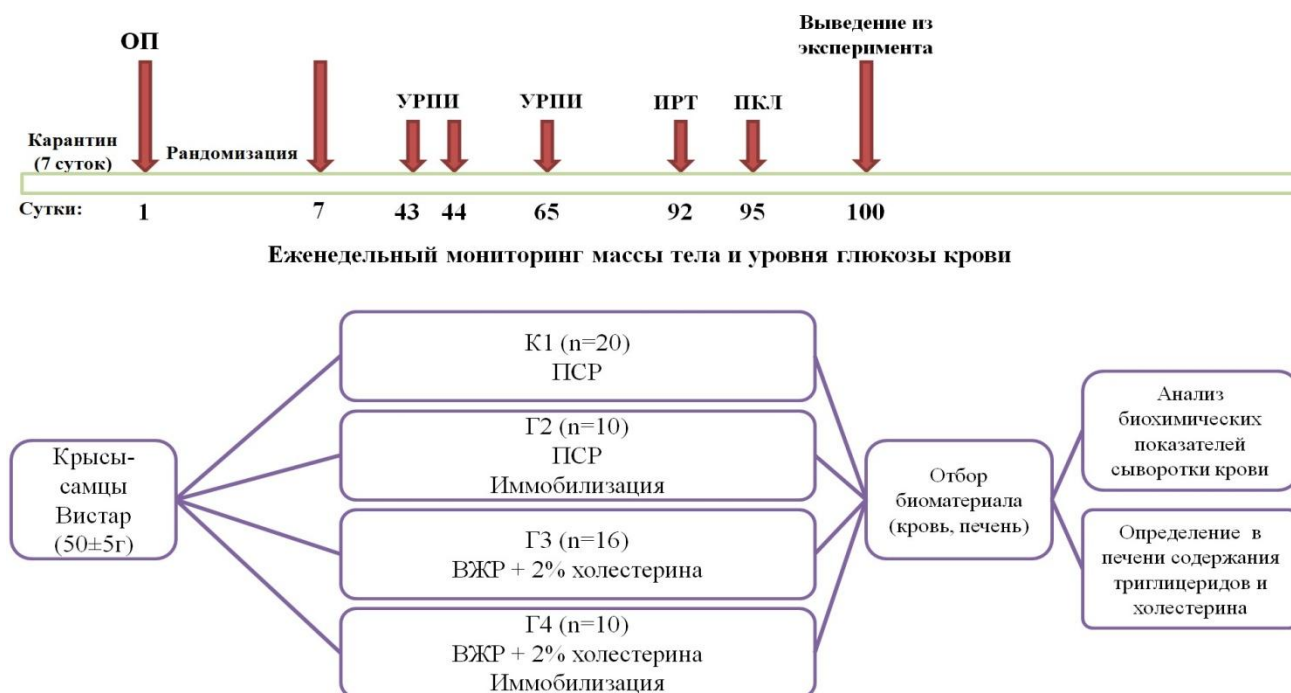 Выведение из
эксперимента
ОП
УРПИ
УРПИ
ИРТ
ПКЛ
Карантин
(7 суток)
Рандомизация
Сутки:
1
7
43
44
65
92
95
100
Еженедельный мониторинг массы тела и уровня глюкозы крови
Крысы-
самцы
Вистар
(50±5г)
К1 (n=20)
ПСР
Г2 (n=10)
ПСР
Иммобилизация
Г3 (n=16)
ВЖР + 2% холестерина
Г4 (n=10)
ВЖР + 2% холестерина
Иммобилизация
Отбор
биоматериала
(кровь, печень)
Анализ
биохимических
показателей
сыворотки крови
Определение в
печени содержания
триглицеридов и
холестерина